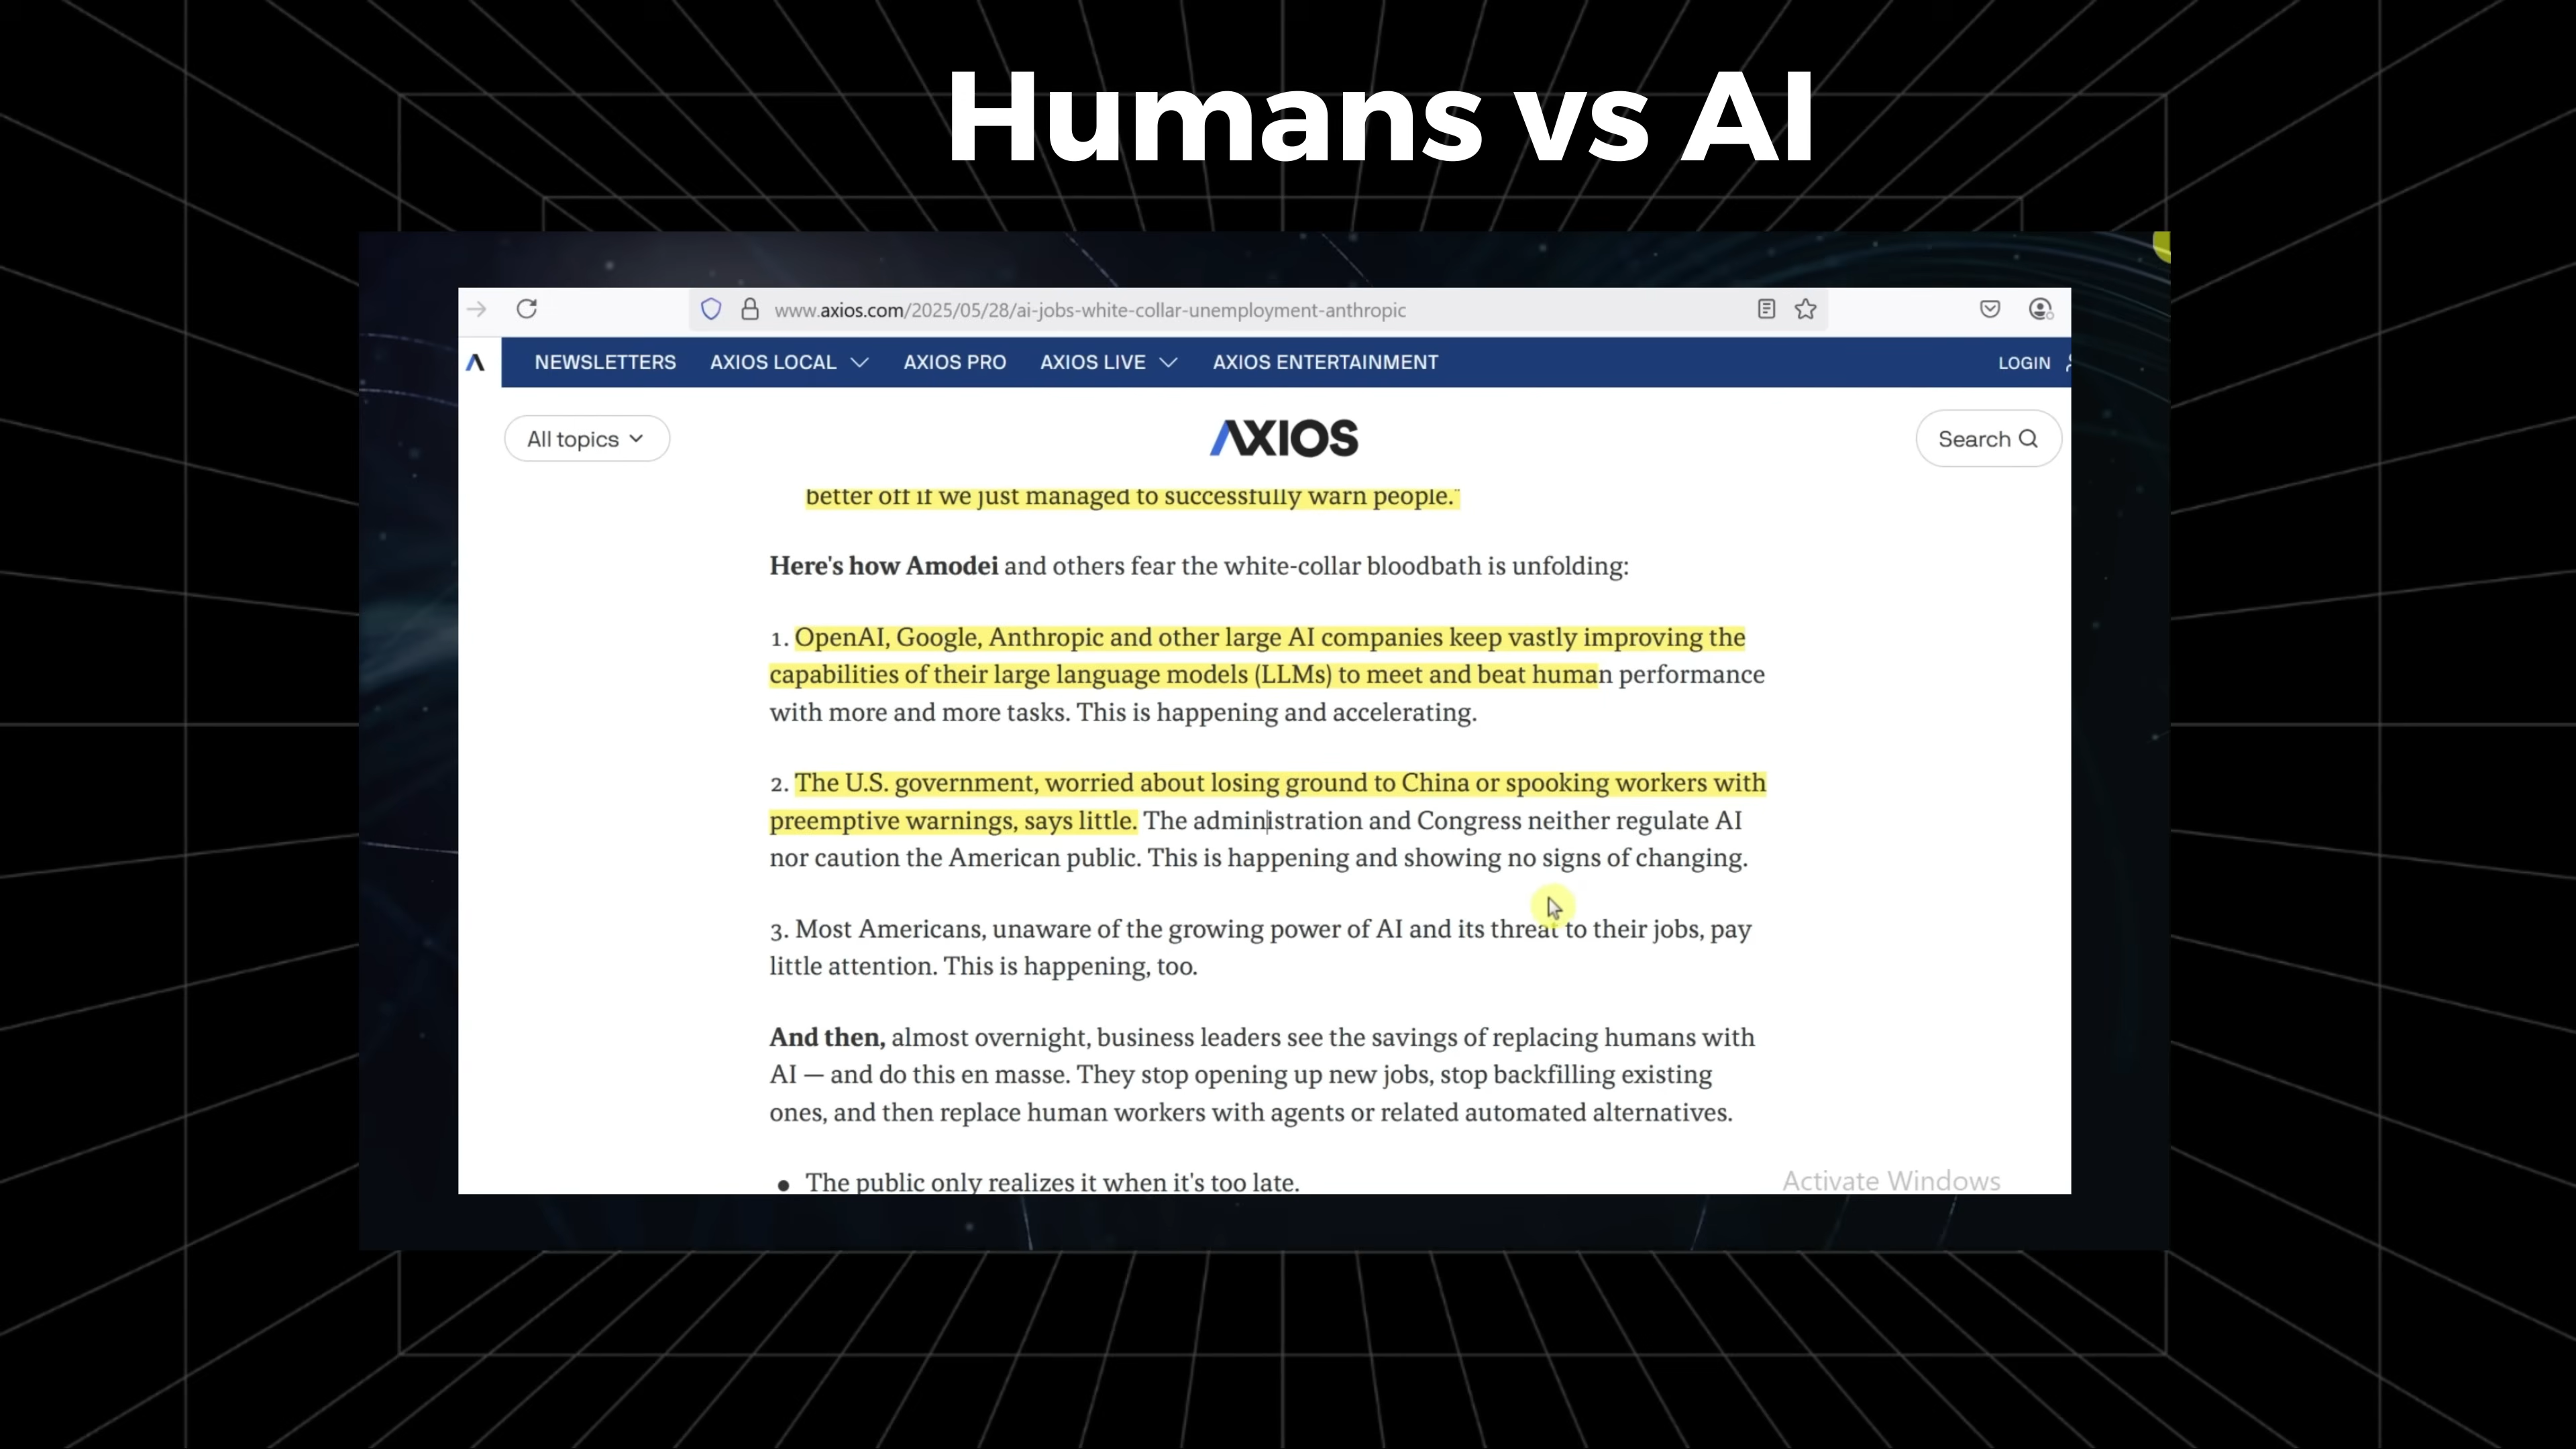 Humans vs AI
www.axios.com/2025/05/28/ai-jobs-white-collar-unemployment-anthropic
NEWSLETTERS AXIOS LOCAL AXIOS PRO AXIOS LIVE AXIOS ENTERTAINMENT LOGIN
All topics AXIOS Search
better off if we just managed to successfully warn people."
Here's how Amodei and others fear the white-collar bloodbath is unfolding:
1. OpenAI, Google, Anthropic and other large AI companies keep vastly improving the
capabilities of their large language models (LLMs) to meet and beat human performance
with more and more tasks. This is happening and accelerating.
2. The U.S. government, worried about losing ground to China or spooking workers with
preemptive warnings, says little. The administration and Congress neither regulate AI
nor caution the American public. This is happening and showing no signs of changing.
3. Most Americans, unaware of the growing power of AI and its threat to their jobs, pay
little attention. This is happening, too.
And then, almost overnight, business leaders see the savings of replacing humans with
AI — and do this en masse. They stop opening up new jobs, stop backfilling existing
ones, and then replace human workers with agents or related automated alternatives.
• The public only realizes it when it's too late.
Activate Windows